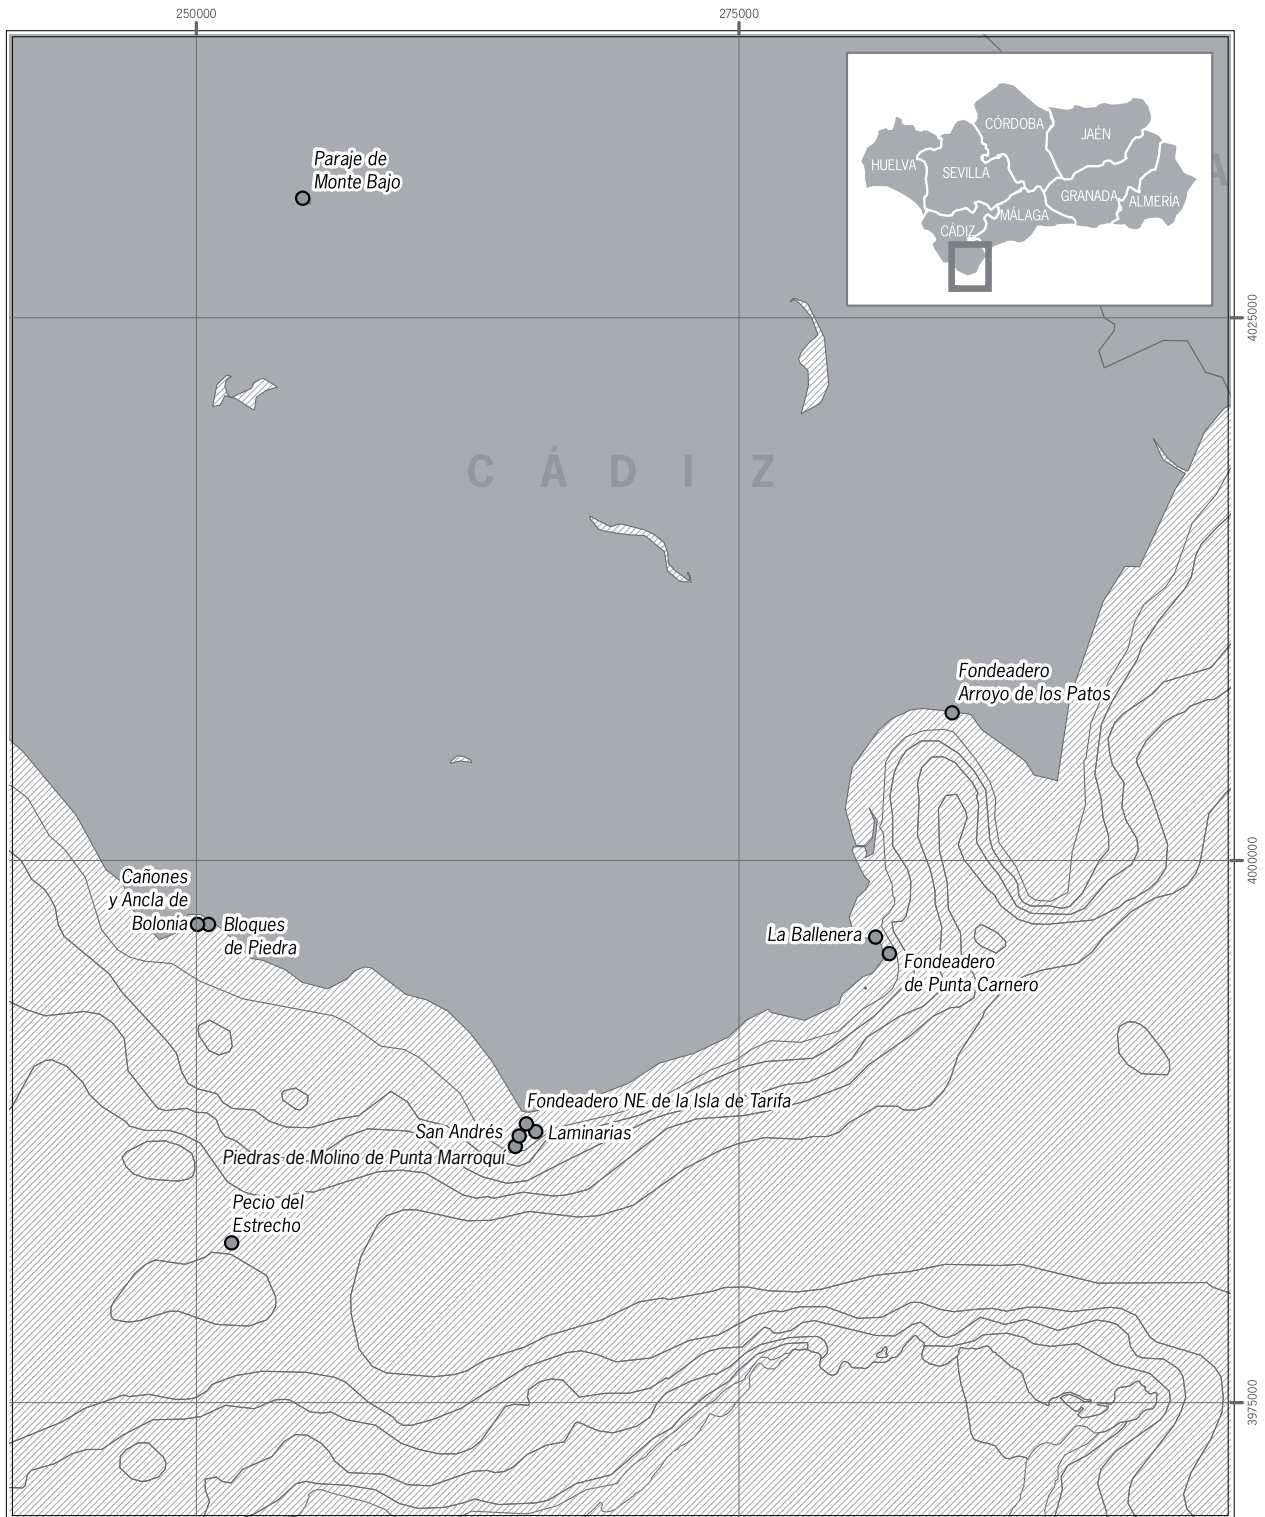 250000
275000
Paraje de
Monte Bajo
CÓRDOBA
JAÉN
HUELVA
SEVILLA
GRANADA
ALMERÍA
MÁLAGA
CÁDIZ
A
4025000
CÁDIZ
Fondeadero
Arroyo de los Patos
4000000
Cañones
y Ancla de
Bolonia
Bloques
de Piedra
La Ballenera
Fondeadero
de Punta Carnero
Fondeadero NE de la Isla de Tarifa
San Andrés
Laminarias
Piedras de Molino de Punta Marroquí
Pecio del
Estrecho
3975000